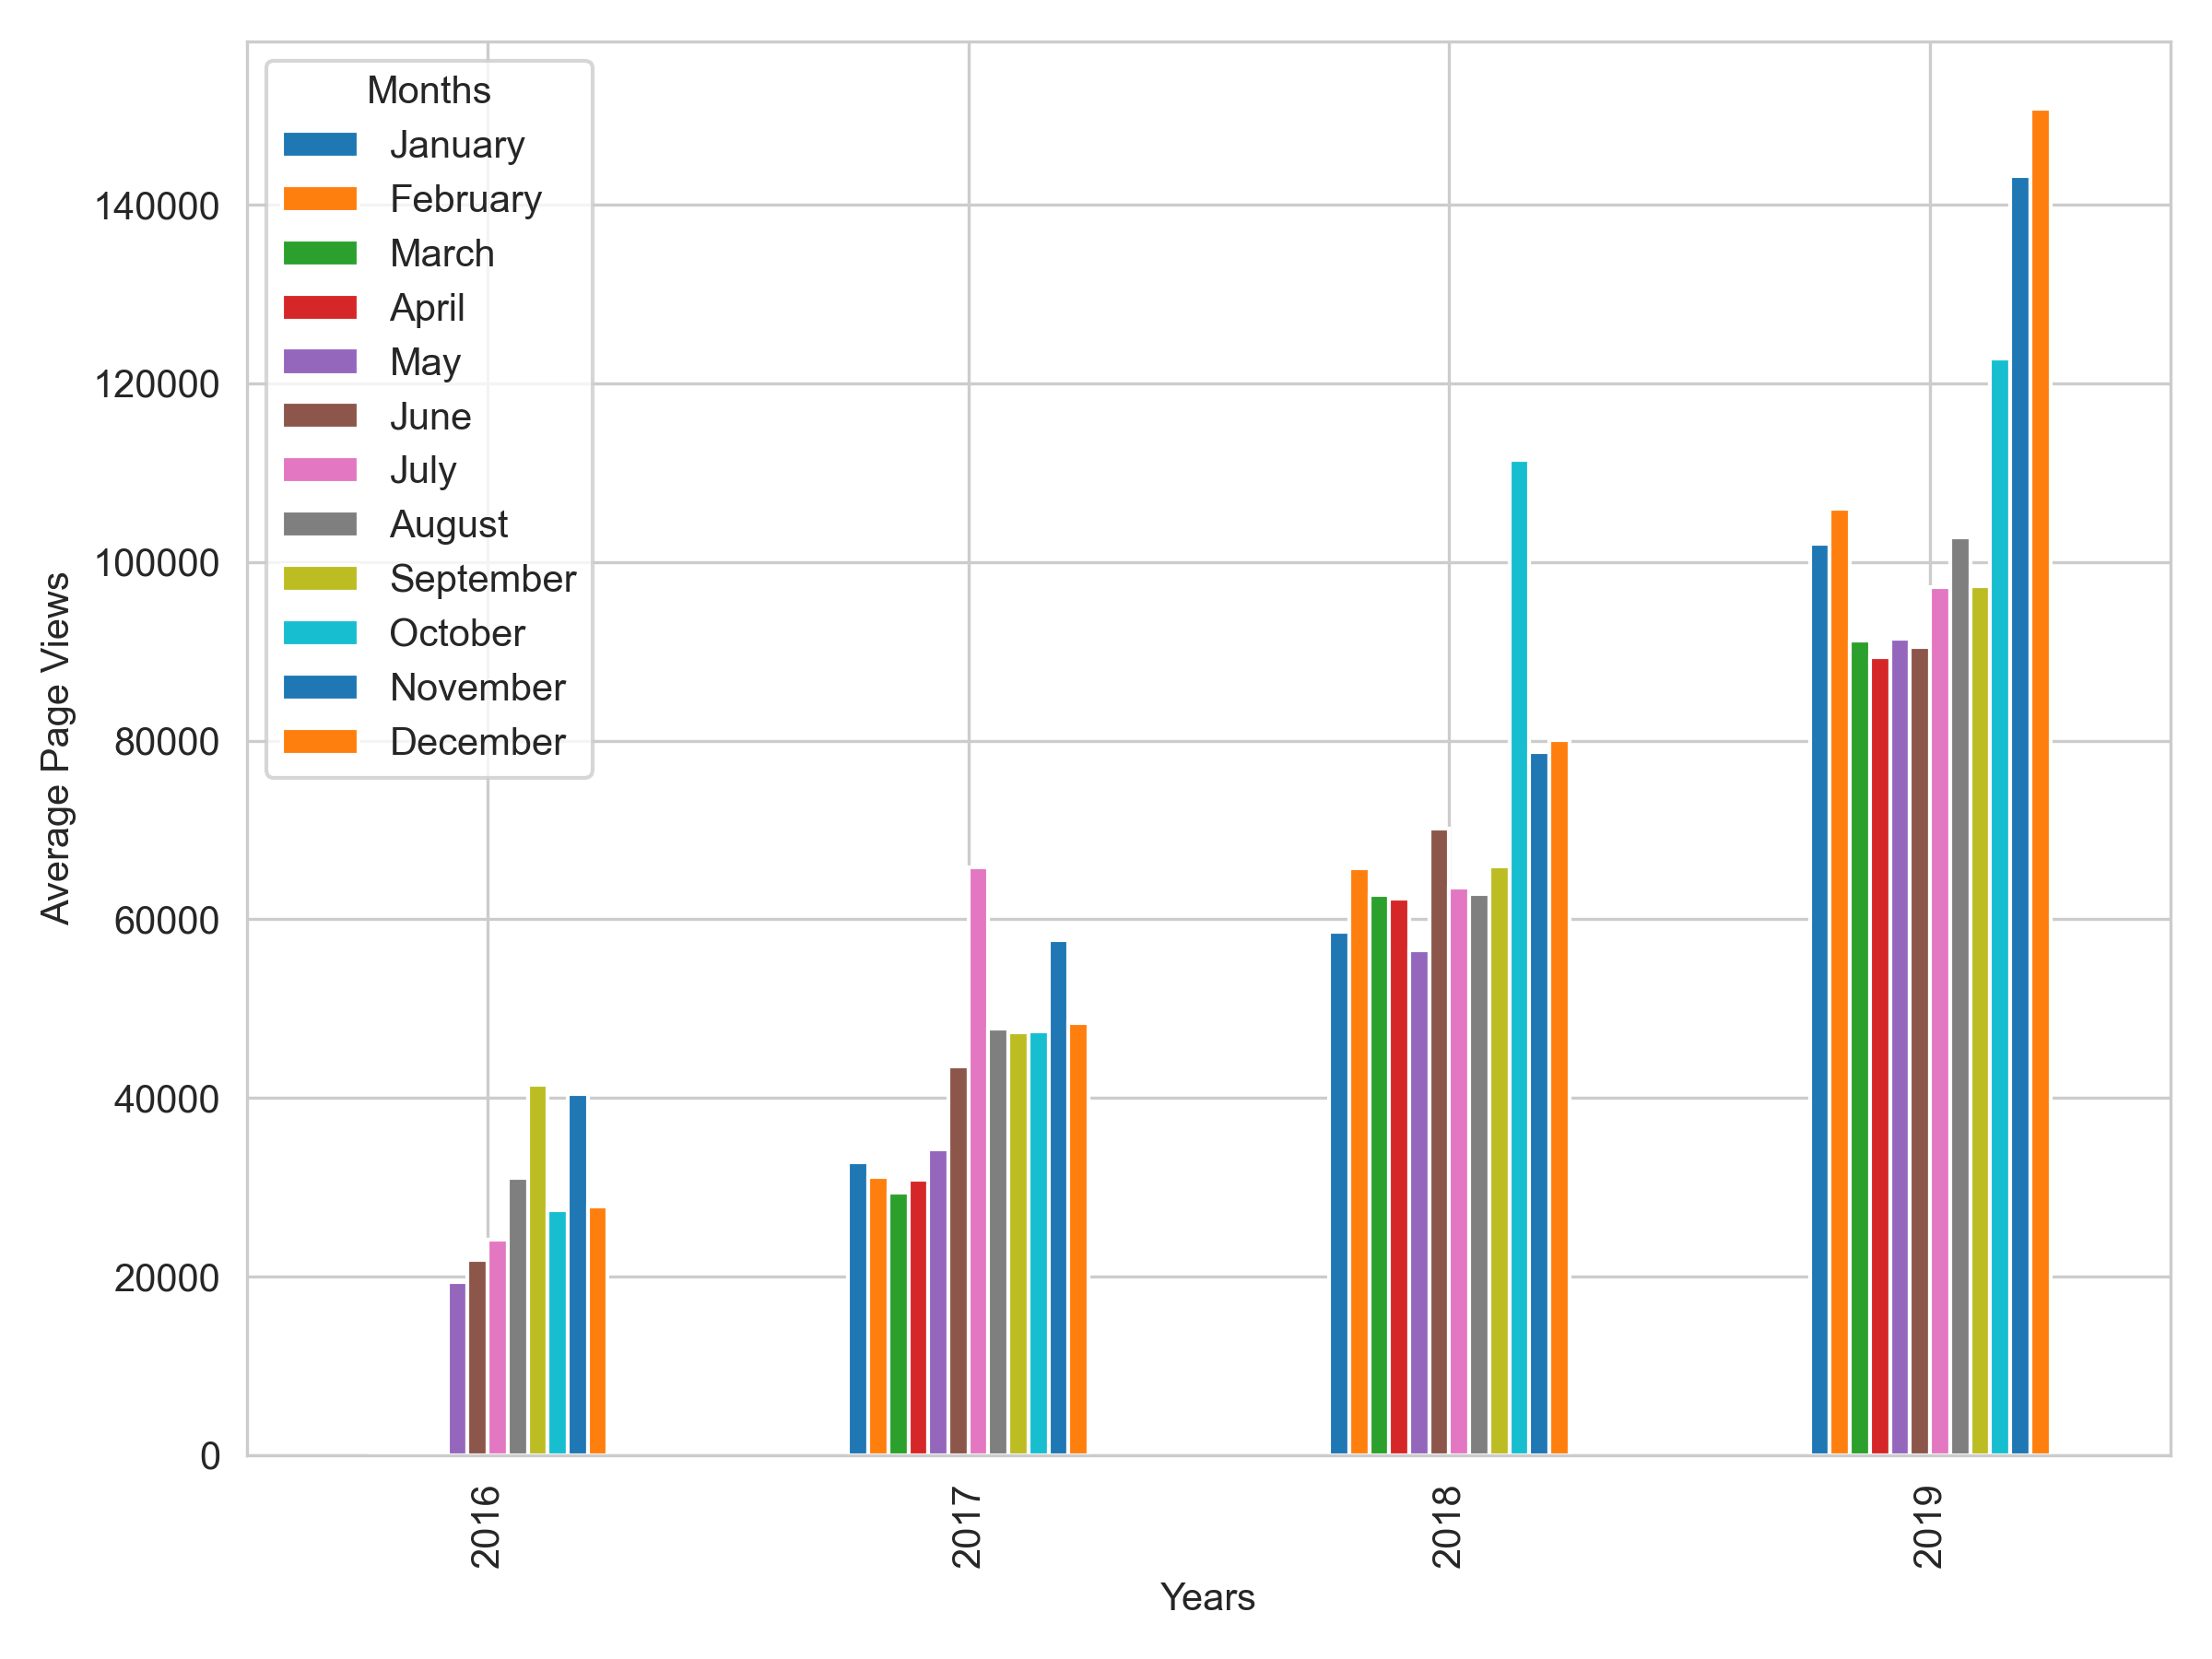 Months
January
February
March
April
May
June
July
August
September
October
November
December
140000
120000
100000
80000
60000
40000
20000
0
Average Page Views
2016
2017
2018
2019
Years